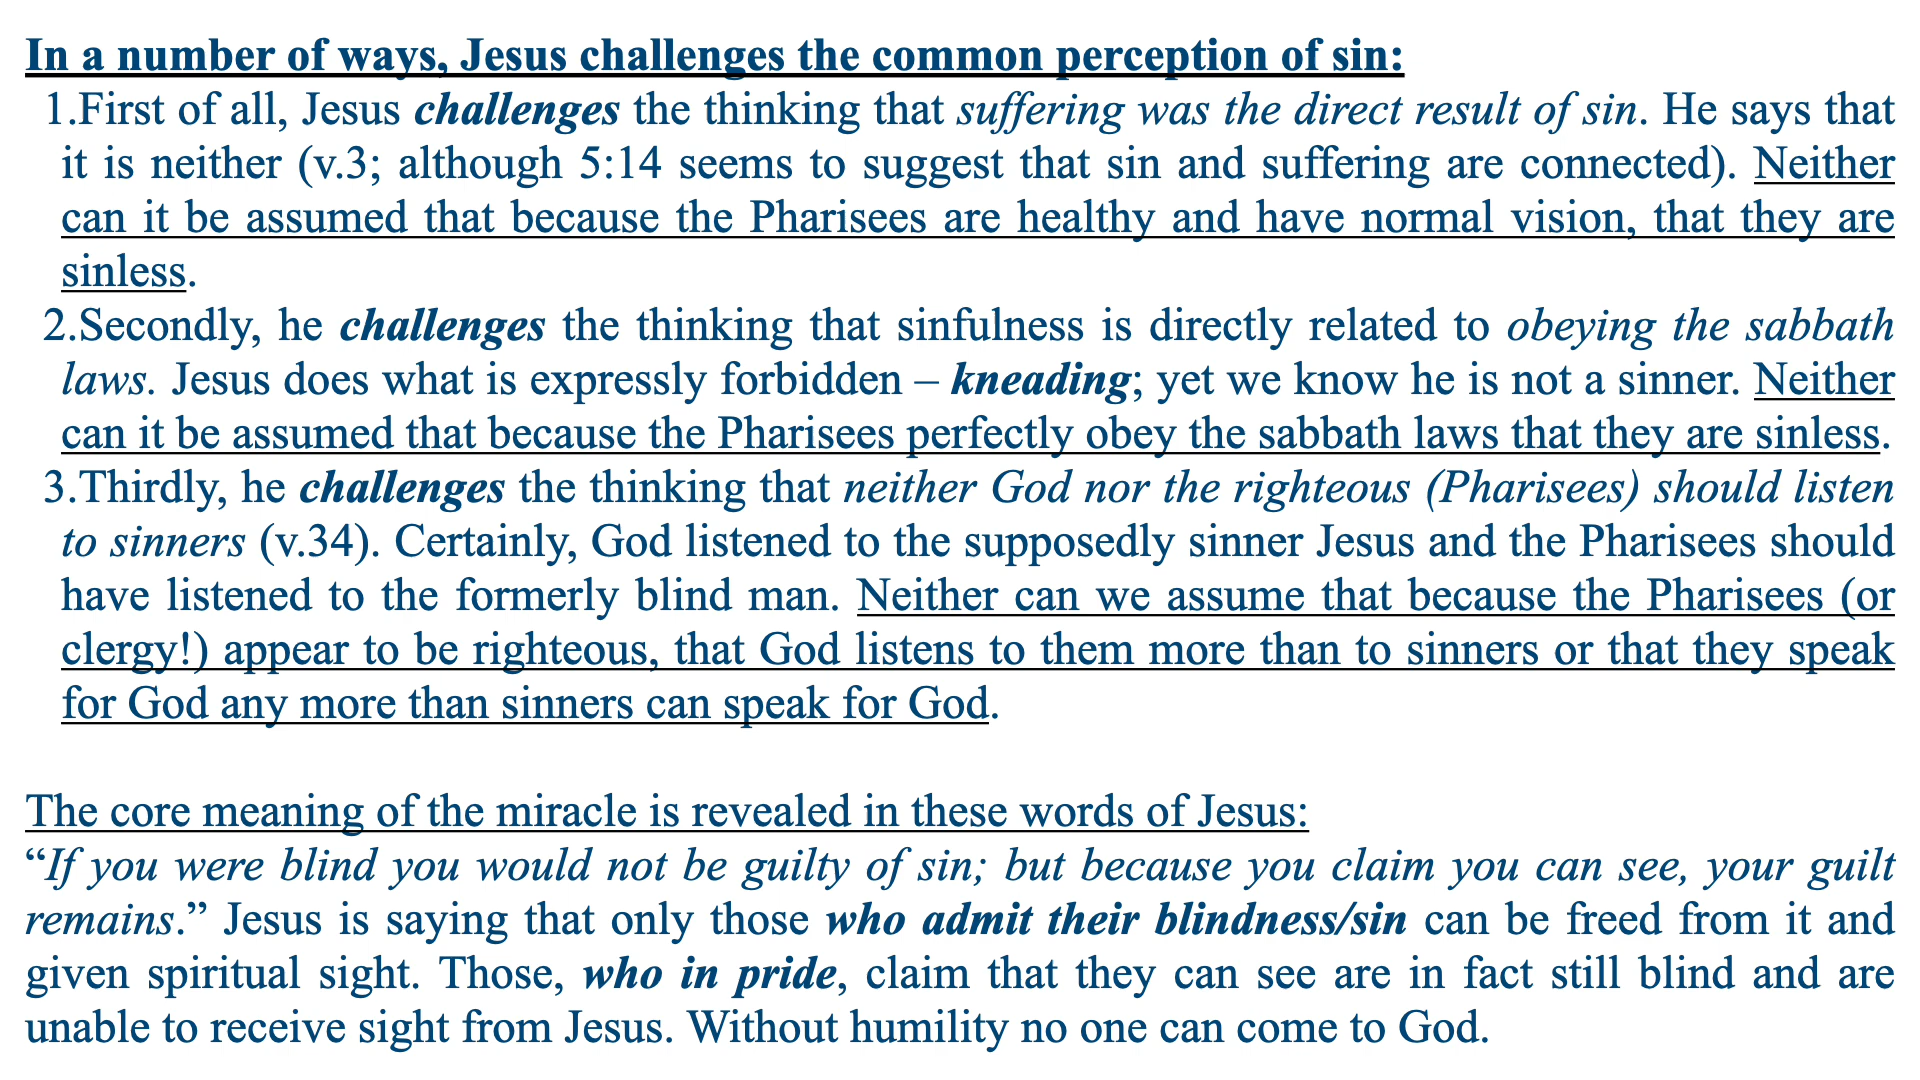 In a number of ways, Jesus challenges the common perception of sin:
1.First of all, Jesus challenges the thinking that suffering was the direct result of sin. He says that
it is neither (v.3; although 5:14 seems to suggest that sin and suffering are connected). Neither
can it be assumed that because the Pharisees are healthy and have normal vision, that they are
sinless.
2.Secondly, he challenges the thinking that sinfulness is directly related to obeying the sabbath
laws. Jesus does what is expressly forbidden – kneading; yet we know he is not a sinner. Neither
can it be assumed that because the Pharisees perfectly obey the sabbath laws that they are sinless.
3.Thirdly, he challenges the thinking that neither God nor the righteous (Pharisees) should listen
to sinners (v.34). Certainly, God listened to the supposedly sinner Jesus and the Pharisees should
have listened to the formerly blind man. Neither can we assume that because the Pharisees (or
clergy!) appear to be righteous, that God listens to them more than to sinners or that they speak
for God any more than sinners can speak for God.
The core meaning of the miracle is revealed in these words of Jesus:
“If you were blind you would not be guilty of sin; but because you claim you can see, your guilt
remains.” Jesus is saying that only those who admit their blindness/sin can be freed from it and
given spiritual sight. Those, who in pride, claim that they can see are in fact still blind and are
unable to receive sight from Jesus. Without humility no one can come to God.